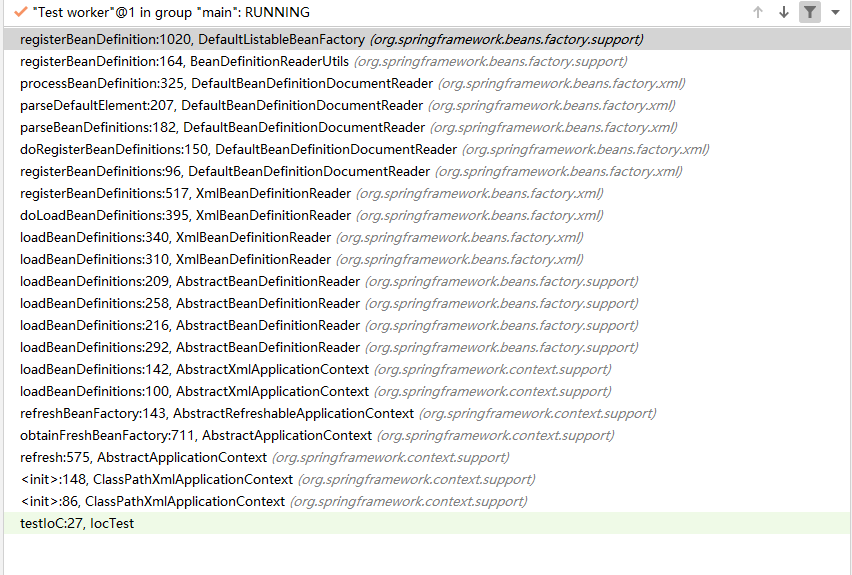 "Test worker"@1 in group "main": RUNNING
registerBeanDefinition:1020, DefaultListableBeanFactory (org.springframework.beans.factory.support)
registerBeanDefinition:164, BeanDefinitionReaderUtils (org.springframework.beans.factory.support)
processBeanDefinition:325, DefaultBeanDefinitionDocumentReader (org.springframework.beans.factory.xml)
parseDefaultElement:207, DefaultBeanDefinitionDocumentReader (org.springframework.beans.factory.xml)
parseBeanDefinitions:182, DefaultBeanDefinitionDocumentReader (org.springframework.beans.factory.xml)
doRegisterBeanDefinitions:150, DefaultBeanDefinitionDocumentReader (org.springframework.beans.factory.xml)
registerBeanDefinitions:96, DefaultBeanDefinitionDocumentReader (org.springframework.beans.factory.xml)
registerBeanDefinitions:517, XmlBeanDefinitionReader (org.springframework.beans.factory.xml)
doLoadBeanDefinitions:395, XmlBeanDefinitionReader (org.springframework.beans.factory.xml)
loadBeanDefinitions:340, XmlBeanDefinitionReader (org.springframework.beans.factory.xml)
loadBeanDefinitions:310, XmlBeanDefinitionReader (org.springframework.beans.factory.xml)
loadBeanDefinitions:209, AbstractBeanDefinitionReader (org.springframework.beans.factory.support)
loadBeanDefinitions:258, AbstractBeanDefinitionReader (org.springframework.beans.factory.support)
loadBeanDefinitions:216, AbstractBeanDefinitionReader (org.springframework.beans.factory.support)
loadBeanDefinitions:292, AbstractBeanDefinitionReader (org.springframework.beans.factory.support)
loadBeanDefinitions:142, AbstractXmlApplicationContext (org.springframework.context.support)
loadBeanDefinitions:100, AbstractXmlApplicationContext (org.springframework.context.support)
refreshBeanFactory:143, AbstractRefreshableApplicationContext (org.springframework.context.support)
obtainFreshBeanFactory:711, AbstractApplicationContext (org.springframework.context.support)
refresh:575, AbstractApplicationContext (org.springframework.context.support)
<init>:148, ClassPathXmlApplicationContext (org.springframework.context.support)
<init>:86, ClassPathXmlApplicationContext (org.springframework.context.support)
testIoC:27, IocTest